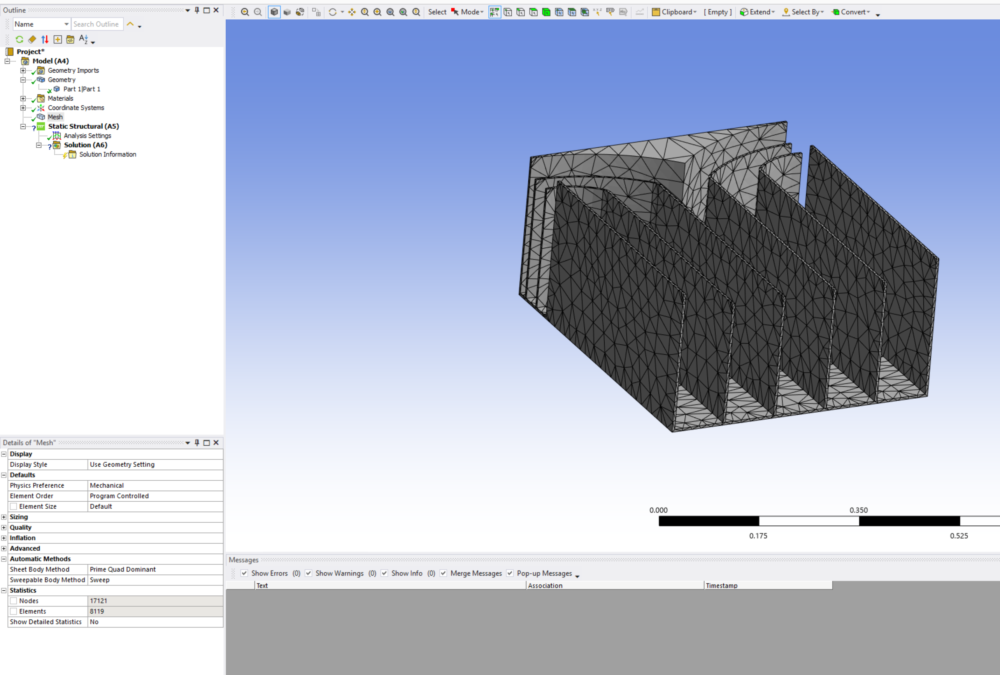 Outline
Name Search Outline
Project*
Model (A4)
Geometry Imports
Geometry
Part 1|Part 1
Materials
Coordinate Systems
Mesh
Static Structural (A5)
Analysis Settings
Solution (A6)
Solution Information
Details of "Mesh"
Display
Display Style Use Geometry Setting
Defaults
Physics Preference Mechanical
Element Order Program Controlled
Element Size Default
Sizing
Quality
Inflation
Advanced
Automatic Methods
Sheet Body Method Prime Quad Dominant
Sweepable Body Method Sweep
Statistics
Nodes 17121
Elements 8119
Show Detailed Statistics No
Select Mode Clipboard [ Empty ] Extend Select By Convert
0.000 0.350
0.175 0.525
Messages
Show Errors (0) Show Warnings (0) Show Info (0) Merge Messages Pop-up Messages
Text Association Timestamp